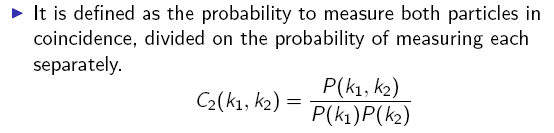 ▶ It is defined as the probability to measure both particles in
coincidence, divided on the probability of measuring each
separately.
C₂(k₁, k₂) = P(k₁, k₂) / P(k₁)P(k₂)